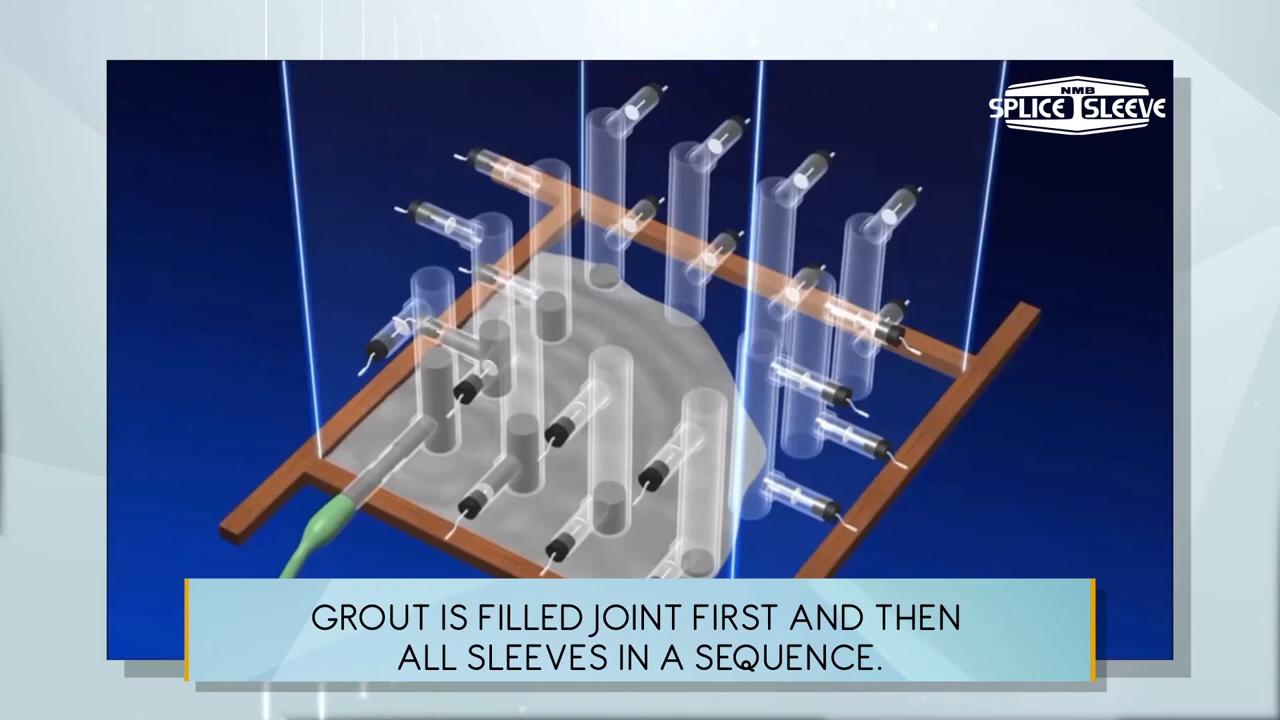 NMB
SPLICE SLEEVE
GROUT IS FILLED JOINT FIRST AND THEN
ALL SLEEVES IN A SEQUENCE.